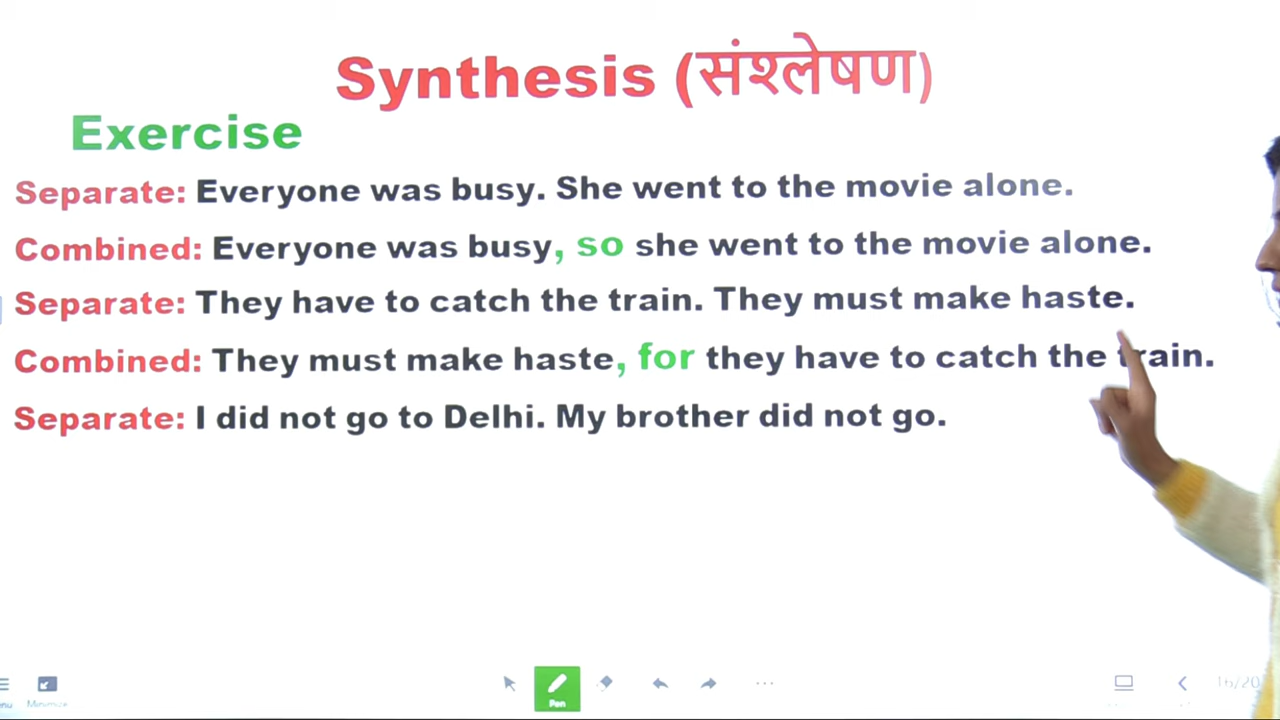 Synthesis (संश्लेषण)
Exercise
Separate: Everyone was busy. She went to the movie alone.
Combined: Everyone was busy, so she went to the movie alone.
Separate: They have to catch the train. They must make haste.
Combined: They must make haste, for they have to catch the train.
Separate: I did not go to Delhi. My brother did not go.
Minimize
Pen